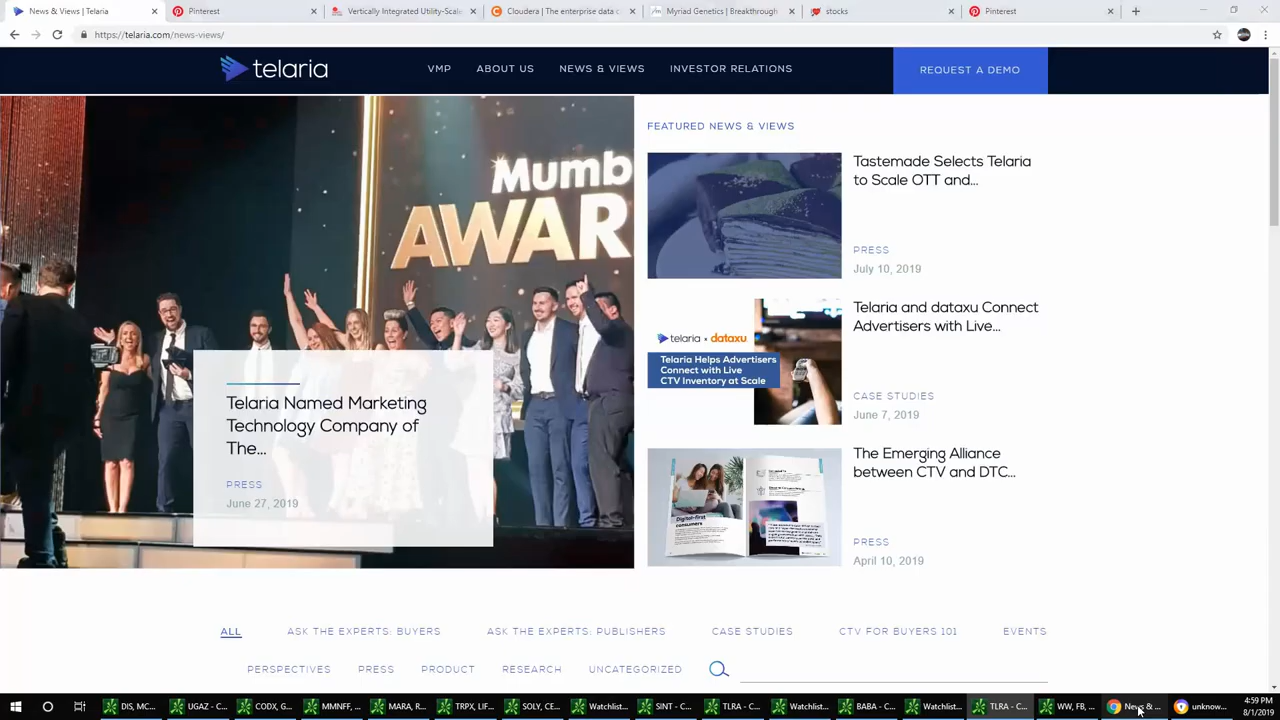 News & Views | Telaria
Pinterest
Vertically Integrated Utility-Scale
Cloudera | The enterprise data c
Myriad Genetics | Breakthrough
stocks
Pinterest
https://telaria.com/news-views/
telaria
VMP
ABOUT US
NEWS & VIEWS
INVESTOR RELATIONS
REQUEST A DEMO
Mumb
AWAR
Telaria Named Marketing
Technology Company of
The...
PRESS
June 27, 2019
FEATURED NEWS & VIEWS
Tastemade Selects Telaria
to Scale OTT and...
PRESS
July 10, 2019
telaria x dataxu
Telaria Helps Advertisers
Connect with Live
CTV Inventory at Scale
Telaria and dataxu Connect
Advertisers with Live...
CASE STUDIES
June 7, 2019
Digital-first
consumers
The Emerging Alliance
between CTV and DTC...
PRESS
April 10, 2019
ALL
ASK THE EXPERTS: BUYERS
ASK THE EXPERTS: PUBLISHERS
CASE STUDIES
CTV FOR BUYERS 101
EVENTS
PERSPECTIVES
PRESS
PRODUCT
RESEARCH
UNCATEGORIZED
DIS, MC...
UGAZ - C...
CODX, G...
MMNFF, ...
MARA, R...
TRPX, LIF...
SOLY, CE...
Watchlist...
SINT - C...
TLRA - C...
Watchlist...
BABA - C...
Watchlist...
TLRA - C...
WW, FB, ...
News & ...
unknow...
4:59 PM
8/1/2019